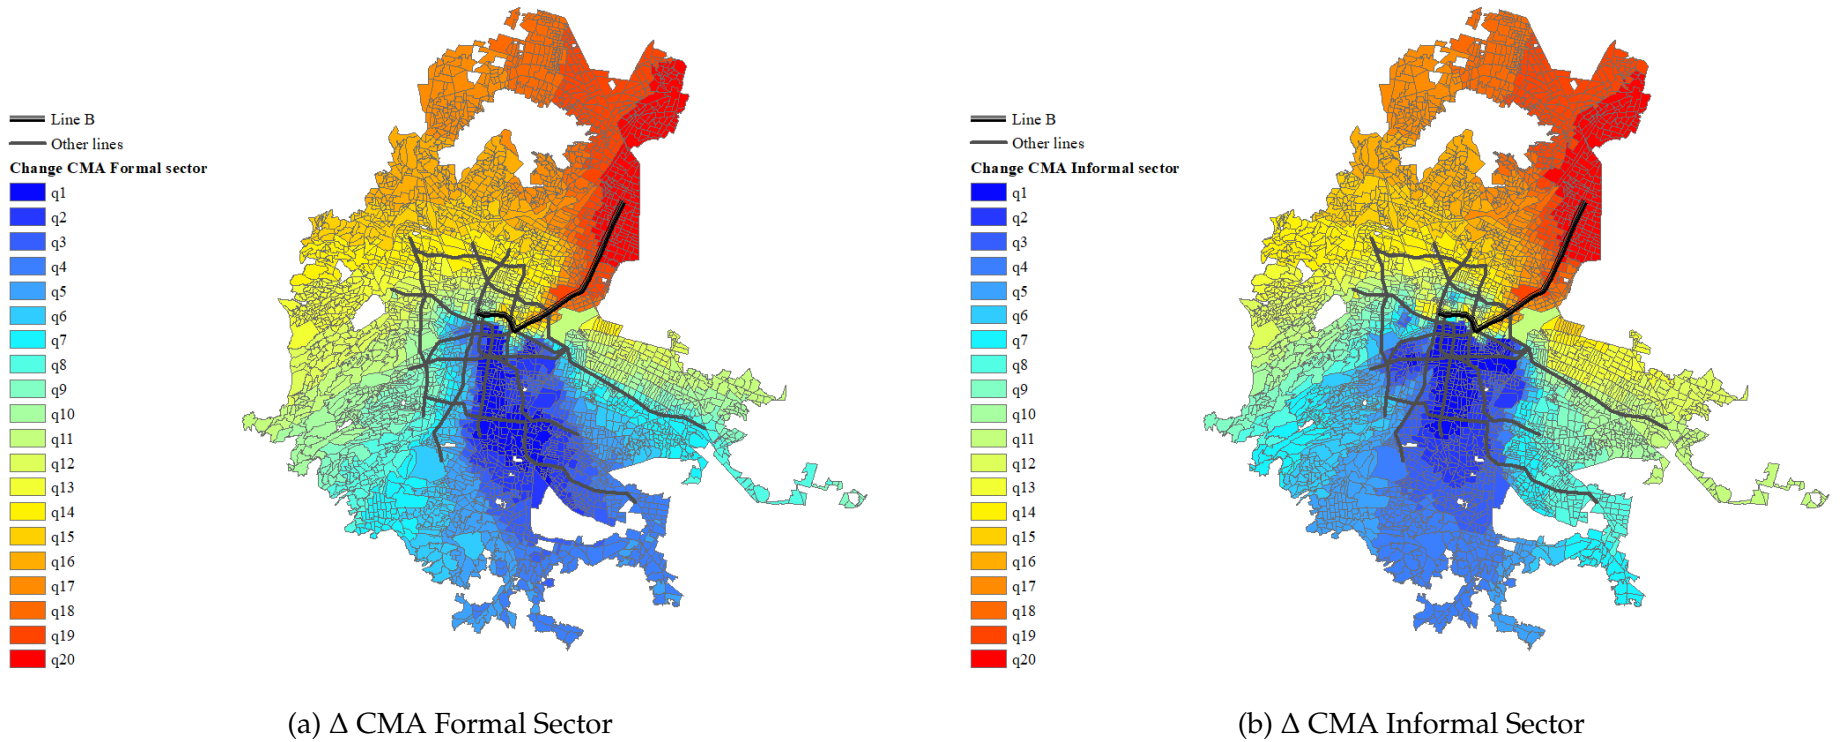 Line B
Other lines
Change CMA Formal sector
q1
q2
q3
q4
q5
q6
q7
q8
q9
q10
q11
q12
q13
q14
q15
q16
q17
q18
q19
q20
(a) Δ CMA Formal Sector
Line B
Other lines
Change CMA Informal sector
q1
q2
q3
q4
q5
q6
q7
q8
q9
q10
q11
q12
q13
q14
q15
q16
q17
q18
q19
q20
(b) Δ CMA Informal Sector